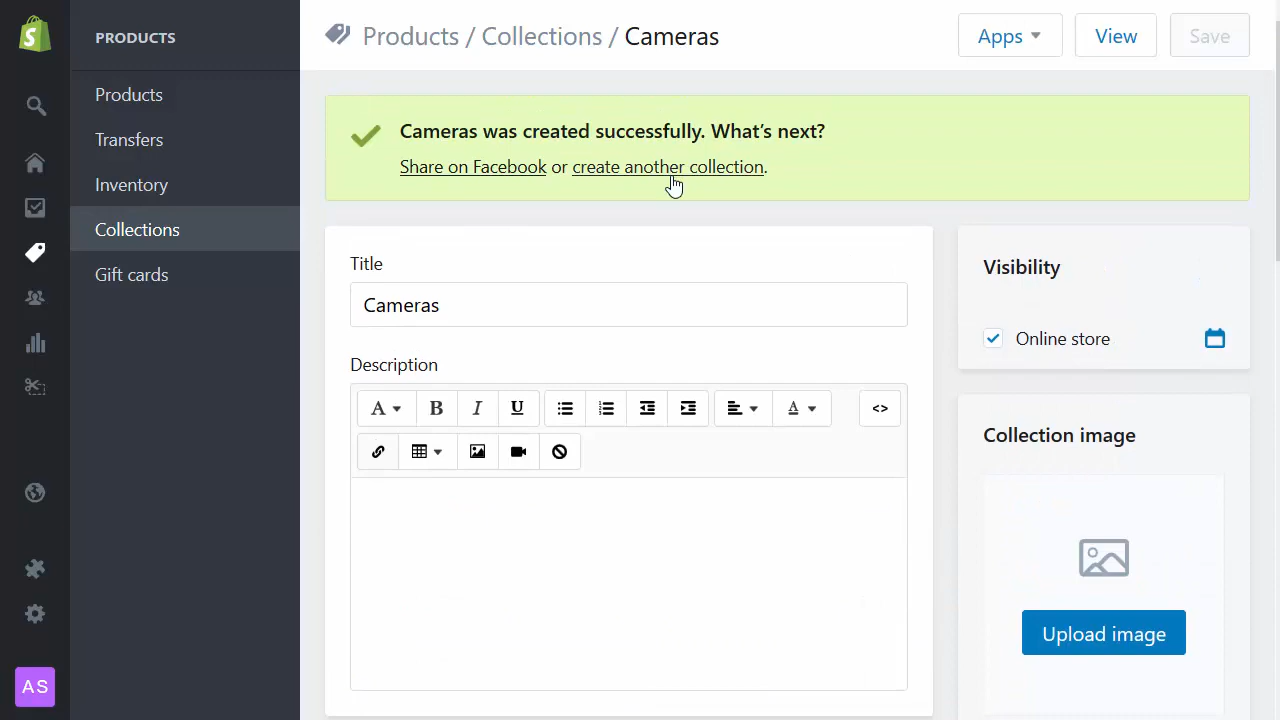 PRODUCTS
Products
Transfers
Inventory
Collections
Gift cards
AS
Products / Collections / Cameras
Apps
View
Save
Cameras was created successfully. What's next?
Share on Facebook or create another collection.
Title
Cameras
Description
A
B
I
U
A
<>
Visibility
Online store
Collection image
Upload image